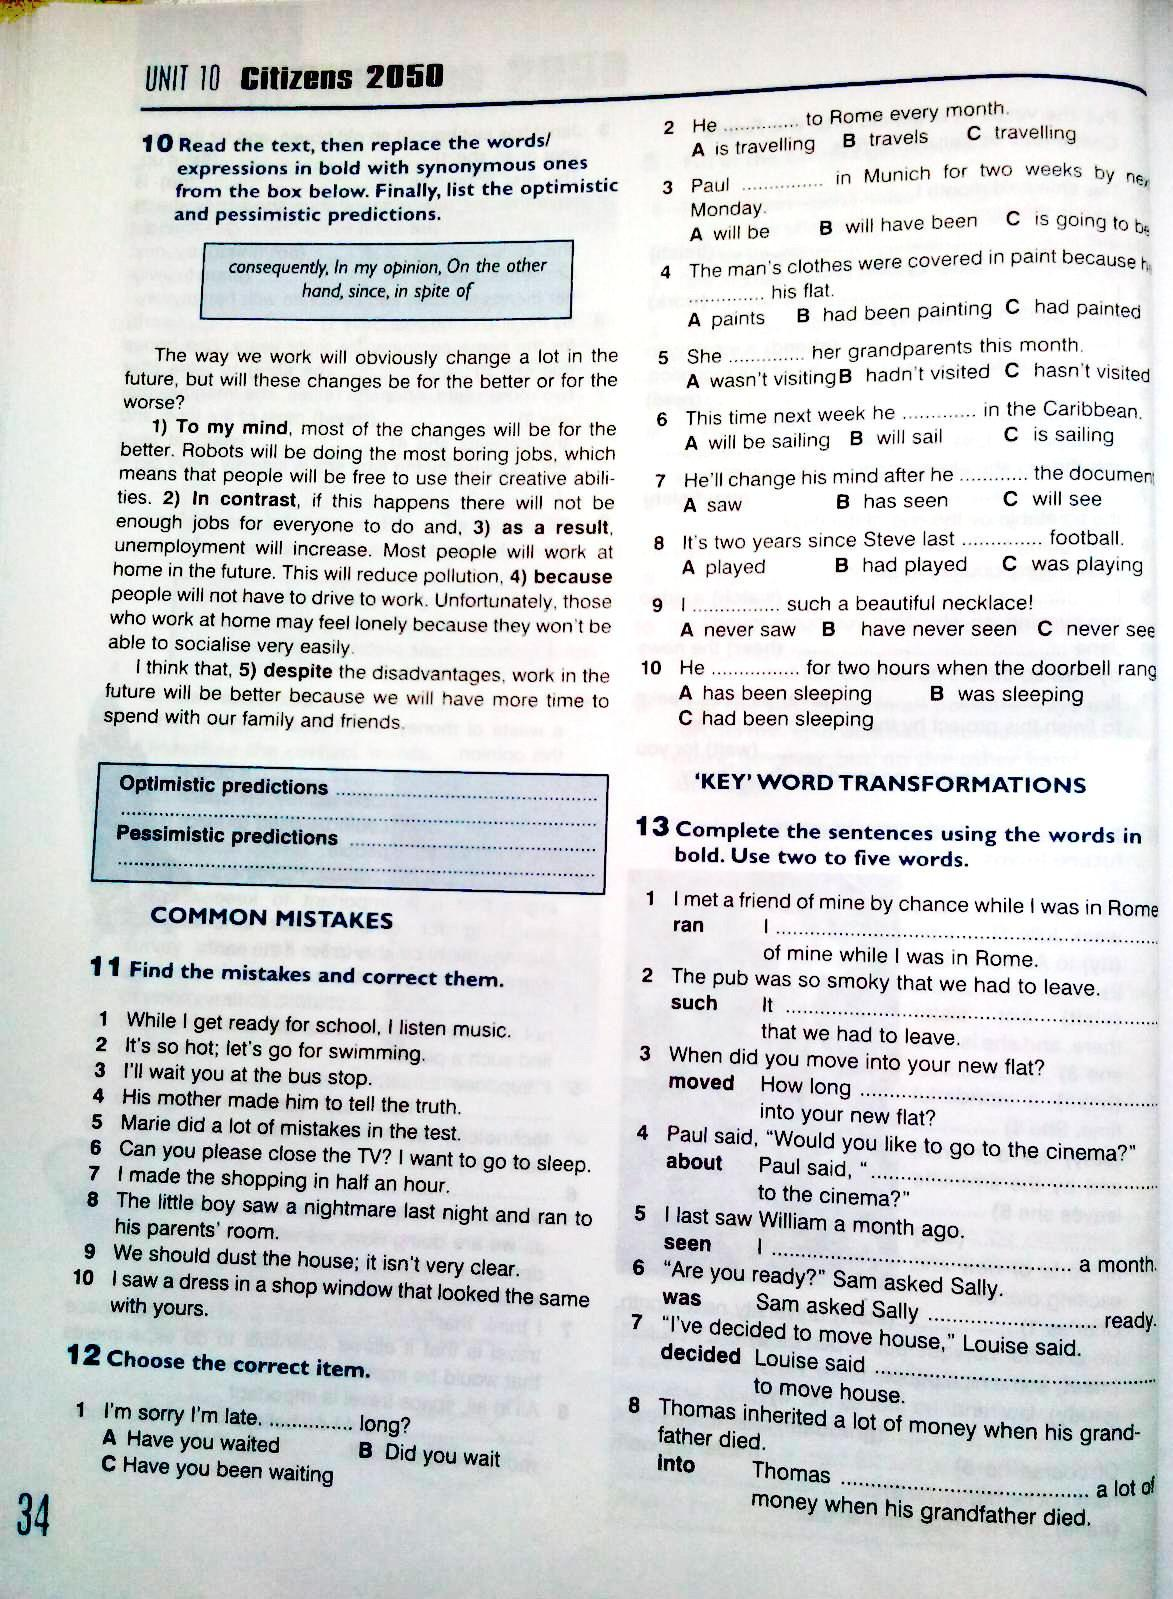 UNIT 10 Citizens 2050
10 Read the text, then replace the words/
expressions in bold with synonymous ones
from the box below. Finally, list the optimistic
and pessimistic predictions.
consequently, In my opinion, On the other
hand, since, in spite of
The way we work will obviously change a lot in the
future, but will these changes be for the better or for the
worse?
1) To my mind, most of the changes will be for the
better. Robots will be doing the most boring jobs, which
means that people will be free to use their creative abili-
ties. 2) In contrast, if this happens there will not be
enough jobs for everyone to do and, 3) as a result,
unemployment will increase. Most people will work at
home in the future. This will reduce pollution, 4) because
people will not have to drive to work. Unfortunately, those
who work at home may feel lonely because they won't be
able to socialise very easily.
I think that, 5) despite the disadvantages, work in the
future will be better because we will have more time to
spend with our family and friends.
Optimistic predictions ............................................
................................................................................
Pessimistic predictions ..........................................
................................................................................
COMMON MISTAKES
11 Find the mistakes and correct them.
1 While I get ready for school, I listen music.
2 It's so hot; let's go for swimming.
3 I'll wait you at the bus stop.
4 His mother made him to tell the truth.
5 Marie did a lot of mistakes in the test.
6 Can you please close the TV? I want to go to sleep.
7 I made the shopping in half an hour.
8 The little boy saw a nightmare last night and ran to
his parents' room.
9 We should dust the house; it isn't very clear.
10 I saw a dress in a shop window that looked the same
with yours.
12 Choose the correct item.
1 I'm sorry I'm late. .............. long?
A Have you waited B Did you wait
C Have you been waiting
34
2 He .............. to Rome every month.
A is travelling B travels C travelling
3 Paul .............. in Munich for two weeks by
Monday.
A will be B will have been C is going to be
4 The man's clothes were covered in paint because
............. his flat.
A paints B had been painting C had painted
5 She ............. her grandparents this month.
A wasn't visiting B hadn't visited C hasn't visited
6 This time next week he ............. in the Caribbean.
A will be sailing B will sail C is sailing
7 He'll change his mind after he ............ the documen
A saw B has seen C will see
8 It's two years since Steve last .............. football.
A played B had played C was playing
9 I ................ such a beautiful necklace!
A never saw B have never seen C never see
10 He ................ for two hours when the doorbell rang
A has been sleeping B was sleeping
C had been sleeping
'KEY' WORD TRANSFORMATIONS
13 Complete the sentences using the words in
bold. Use two to five words.
1 I met a friend of mine by chance while I was in Rome
ran I ................................................................
of mine while I was in Rome.
2 The pub was so smoky that we had to leave.
such It ................................................................
that we had to leave.
3 When did you move into your new flat?
moved How long ....................................................
into your new flat?
4 Paul said, "Would you like to go to the cinema?"
about Paul said, "....................................................
to the cinema?"
5 I last saw William a month ago.
seen I .................................................... a month.
6 "Are you ready?" Sam asked Sally.
was Sam asked Sally ............................ ready.
7 "I've decided to move house," Louise said.
decided Louise said ................................................
to move house.
8 Thomas inherited a lot of money when his grand-
father died.
into Thomas ........................................ a lot of
money when his grandfather died.